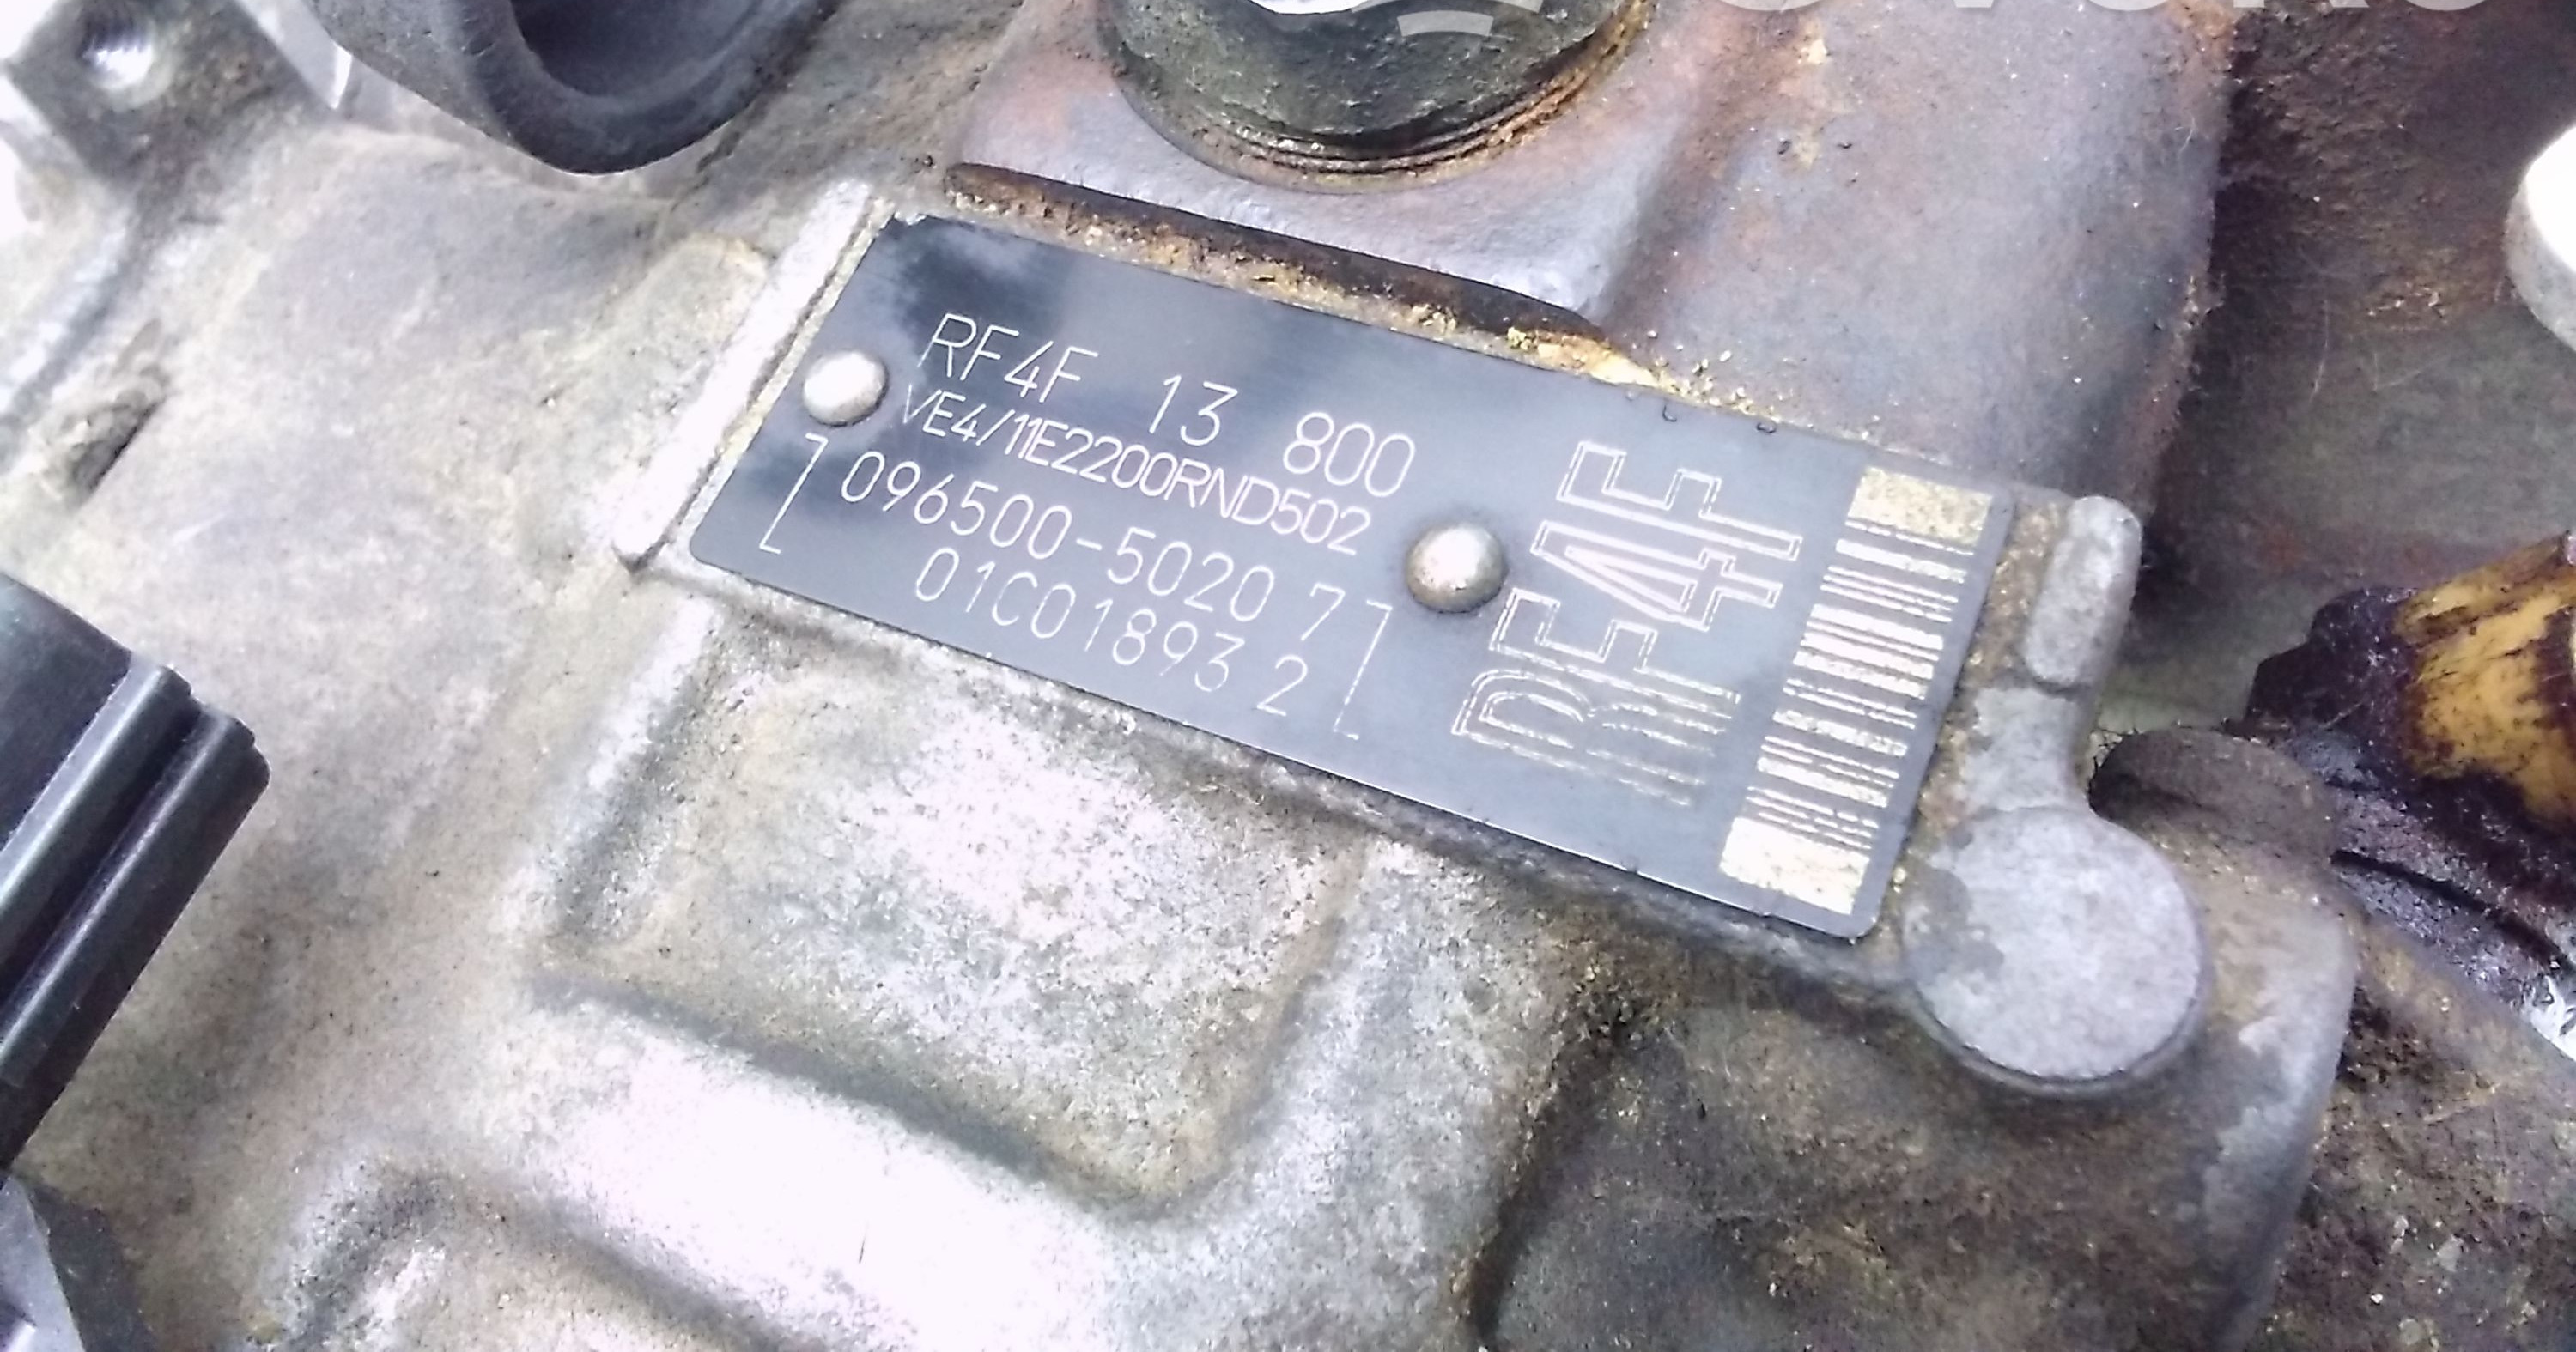 RF4F 13 800
VE4/11E2200RND502
096500-5020 7
01C01893 2
RF4F